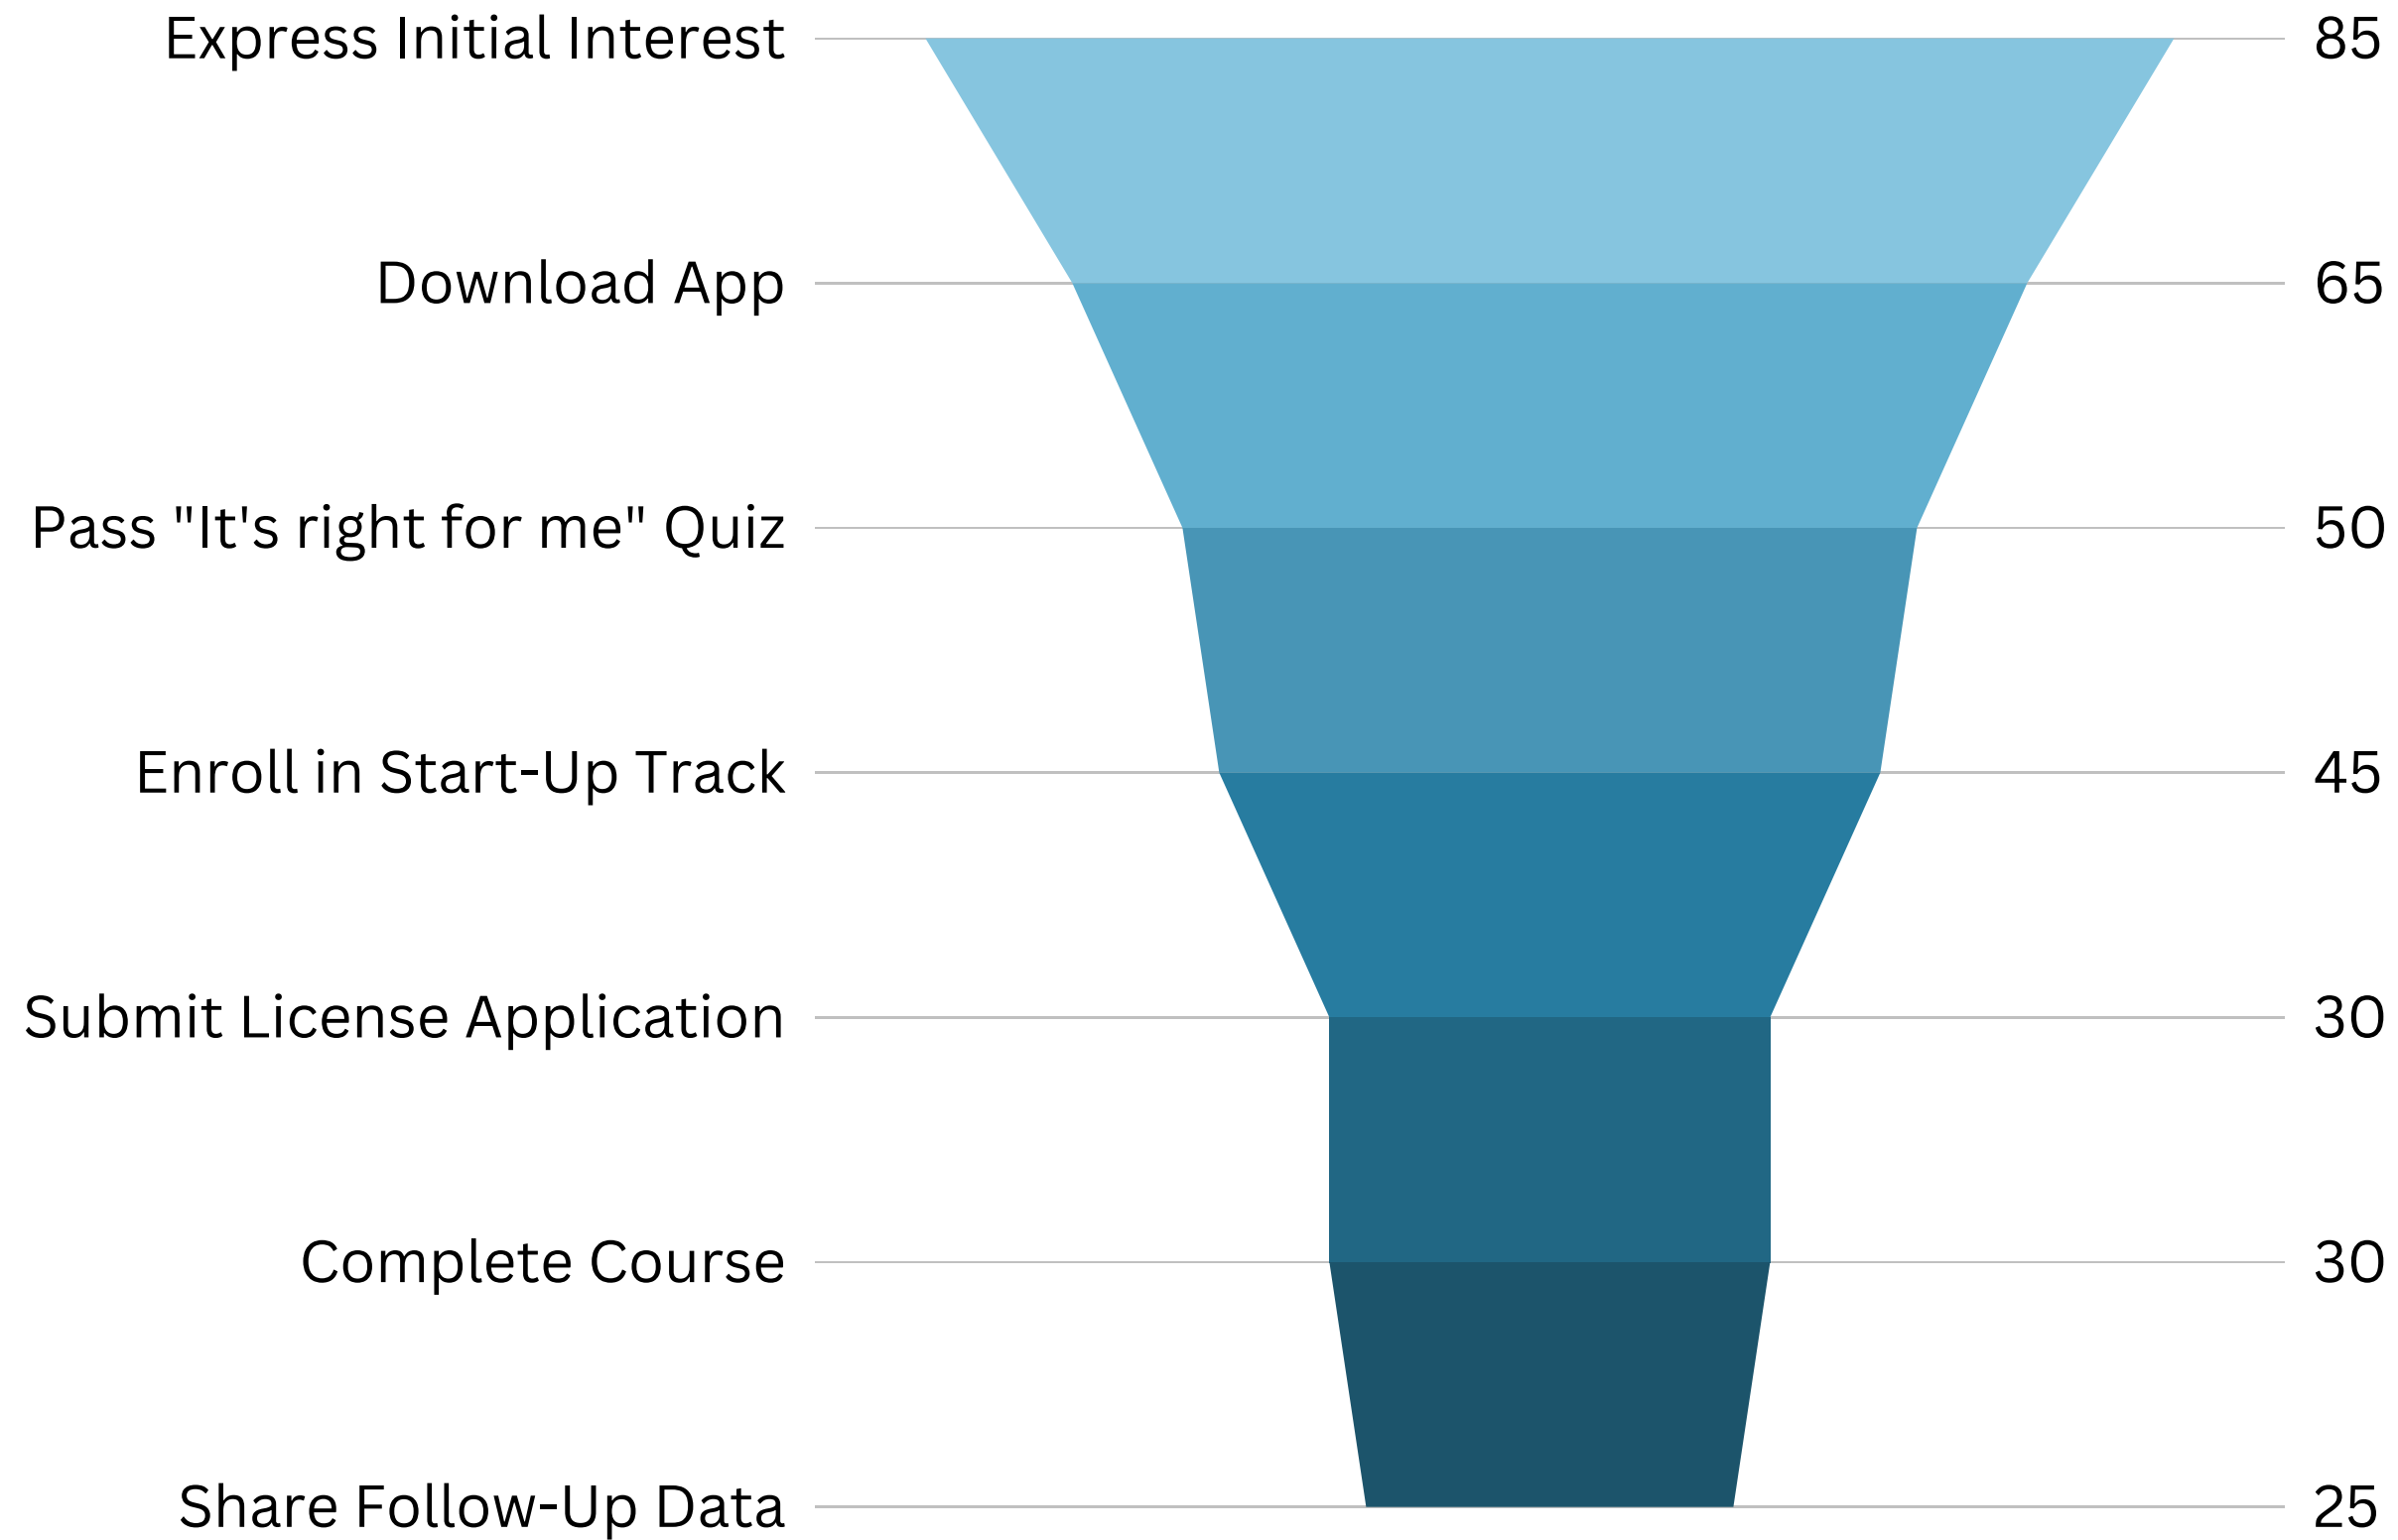 Express Initial Interest 85
Download App 65
Pass "It's right for me" Quiz 50
Enroll in Start-Up Track 45
Submit License Application 30
Complete Course 30
Share Follow-Up Data 25